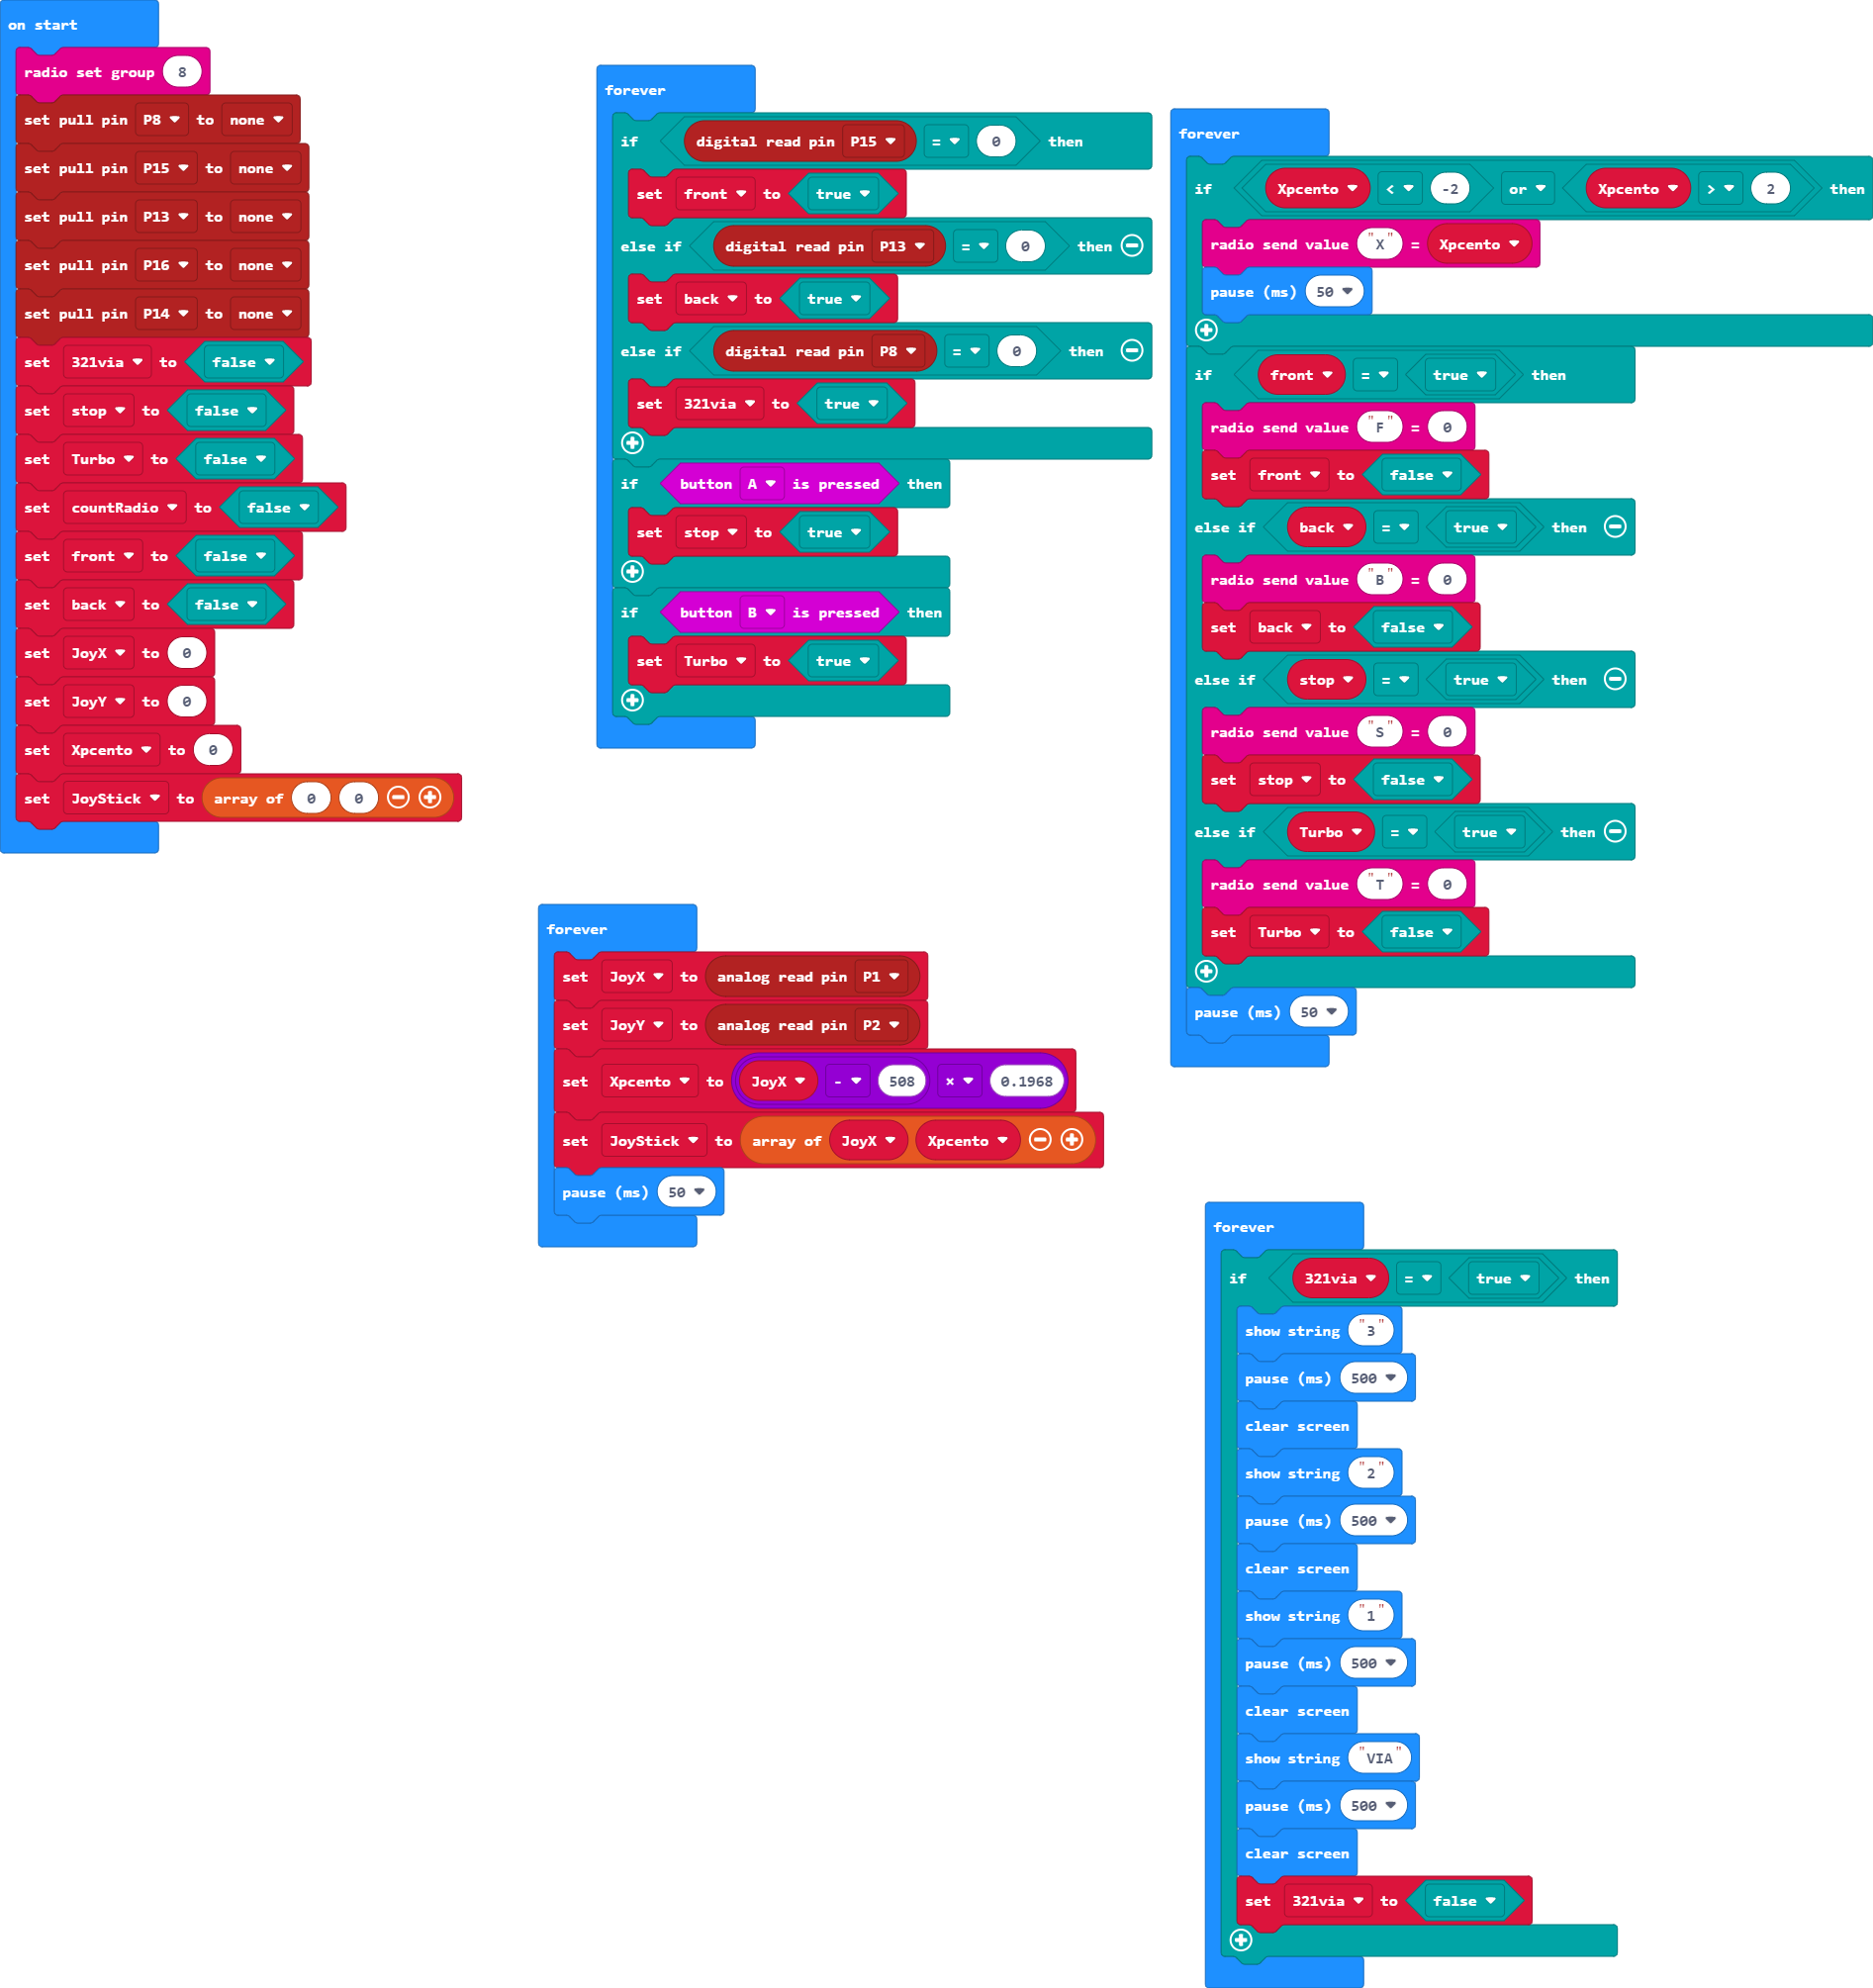 on start
radio set group 8
set pull pin P8 to none
set pull pin P15 to none
set pull pin P13 to none
set pull pin P16 to none
set pull pin P14 to none
set 321via to false
set stop to false
set Turbo to false
set countRadio to false
set front to false
set back to false
set JoyX to 0
set JoyY to 0
set Xpcento to 0
set JoyStick to array of 0 0
forever
if digital read pin P15 = 0 then
set front to true
else if digital read pin P13 = 0 then
set back to true
else if digital read pin P8 = 0 then
set 321via to true
if button A is pressed then
set stop to true
if button B is pressed then
set Turbo to true
forever
set JoyX to analog read pin P1
set JoyY to analog read pin P2
set Xpcento to JoyX - 508 × 0.1968
set JoyStick to array of JoyX Xpcento
pause (ms) 50
forever
if Xpcento < -2 or Xpcento > 2 then
radio send value "X" = Xpcento
pause (ms) 50
if front = true then
radio send value "F" = 0
set front to false
else if back = true then
radio send value "B" = 0
set back to false
else if stop = true then
radio send value "S" = 0
set stop to false
else if Turbo = true then
radio send value "T" = 0
set Turbo to false
pause (ms) 50
forever
if 321via = true then
show string "3"
pause (ms) 500
clear screen
show string "2"
pause (ms) 500
clear screen
show string "1"
pause (ms) 500
clear screen
show string "VIA"
pause (ms) 500
clear screen
set 321via to false